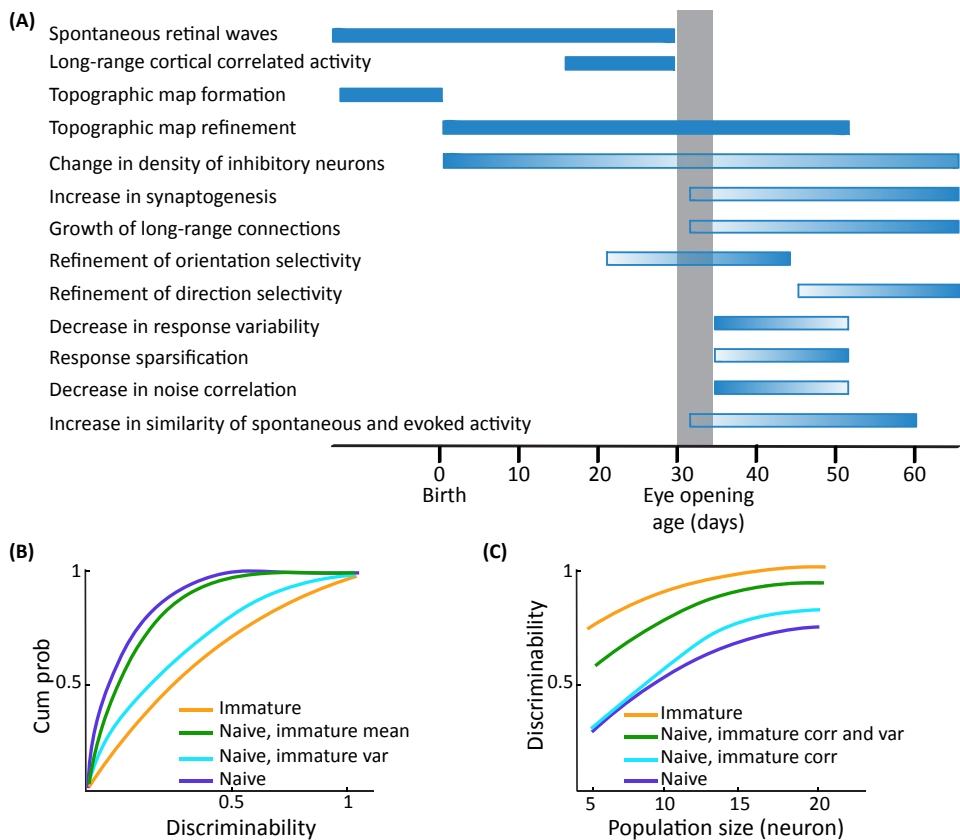 (A)
Spontaneous retinal waves
Long-range cortical correlated activity
Topographic map formation
Topographic map refinement
Change in density of inhibitory neurons
Increase in synaptogenesis
Growth of long-range connections
Refinement of orientation selectivity
Refinement of direction selectivity
Decrease in response variability
Response sparsification
Decrease in noise correlation
Increase in similarity of spontaneous and evoked activity
0 10 20 30 40 50 60
Birth Eye opening
age (days)
(B)
1
0.5
Cum prob
Immature
Naive, immature mean
Naive, immature var
Naive
0.5 1
Discriminability
(C)
1
0.5
Discriminability
Immature
Naive, immature corr and var
Naive, immature corr
Naive
5 10 15 20
Population size (neuron)